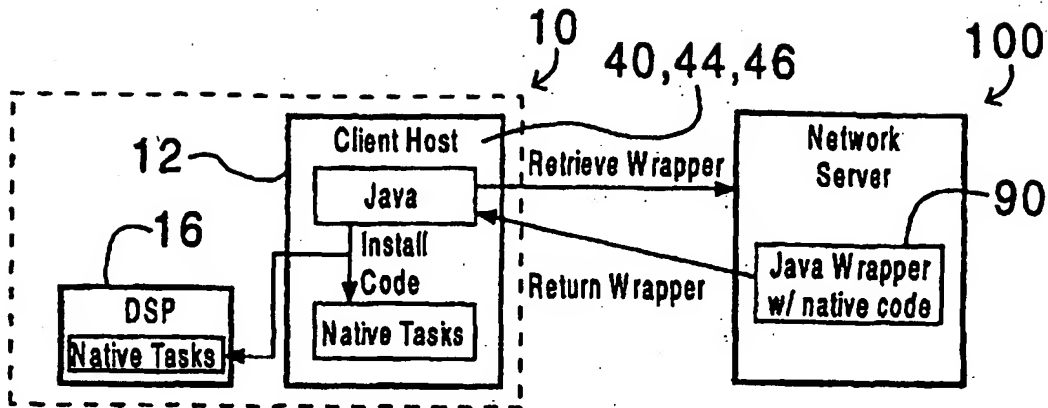 10
40,44,46
100
12
Client Host
Network
Server
Retrieve Wrapper
Java
90
16
Install
Code
Java Wrapper
w/ native code
Return Wrapper
DSP
Native Tasks
Native Tasks